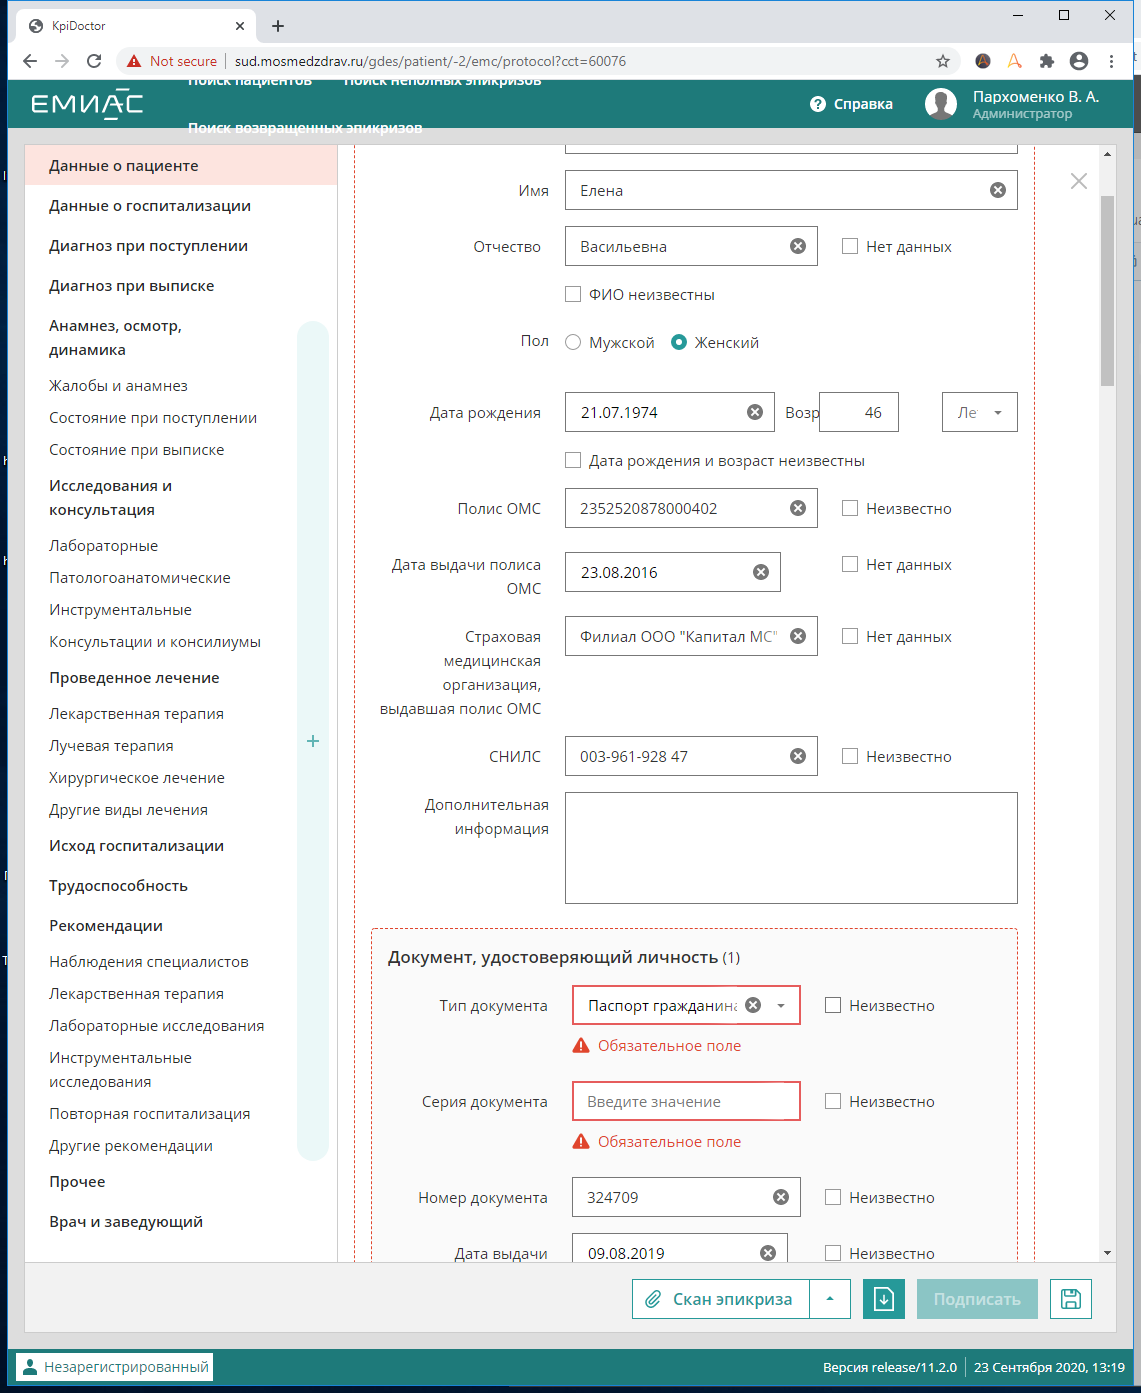 KpiDoctor
Not secure
sud.mosmedzdrav.ru/gdes/patient/-2/emc/protocol?cct=60076
ЕМИАС
Поиск пациентов
Поиск неполных эпикризов
Поиск возвращенных эпикризов
Справка
Пархоменко В. А.
Администратор
Данные о пациенте
Данные о госпитализации
Диагноз при поступлении
Диагноз при выписке
Анамнез, осмотр,
динамика
Жалобы и анамнез
Состояние при поступлении
Состояние при выписке
Исследования и
консультация
Лабораторные
Патологоанатомические
Инструментальные
Консультации и консилиумы
Проведенное лечение
Лекарственная терапия
Лучевая терапия
Хирургическое лечение
Другие виды лечения
Исход госпитализации
Трудоспособность
Рекомендации
Наблюдения специалистов
Лекарственная терапия
Лабораторные исследования
Инструментальные
исследования
Повторная госпитализация
Другие рекомендации
Прочее
Врач и заведующий
Имя
Елена
Отчество
Васильевна
Нет данных
ФИО неизвестны
Пол
Мужской
Женский
Дата рождения
21.07.1974
Возр
46
Ле
Дата рождения и возраст неизвестны
Полис ОМС
2352520878000402
Неизвестно
Дата выдачи полиса
ОМС
23.08.2016
Нет данных
Страховая
медицинская
организация,
выдавшая полис ОМС
Филиал ООО "Капитал МС"
Нет данных
СНИЛС
003-961-928 47
Неизвестно
Дополнительная
информация
Документ, удостоверяющий личность (1)
Тип документа
Паспорт гражданина
Неизвестно
Обязательное поле
Серия документа
Введите значение
Неизвестно
Обязательное поле
Номер документа
324709
Неизвестно
Дата выдачи
09.08.2019
Неизвестно
Скан эпикриза
Подписать
Незарегистрированный
Версия release/11.2.0
23 Сентября 2020, 13:19